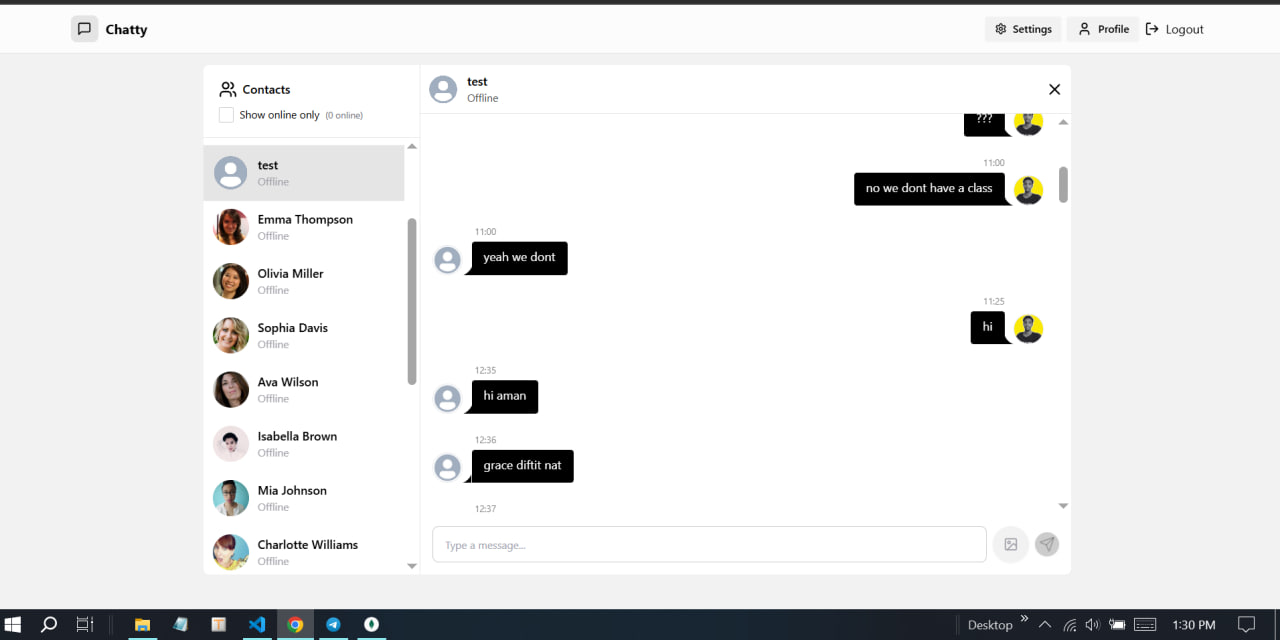 Chatty
Settings
Profile
Logout
Contacts
Show online only (0 online)
test
Offline
Emma Thompson
Offline
Olivia Miller
Offline
Sophia Davis
Offline
Ava Wilson
Offline
Isabella Brown
Offline
Mia Johnson
Offline
Charlotte Williams
Offline
test
Offline
???
11:00
no we dont have a class
11:00
yeah we dont
11:25
hi
12:35
hi aman
12:36
grace diftit nat
12:37
Type a message...
Desktop
1:30 PM